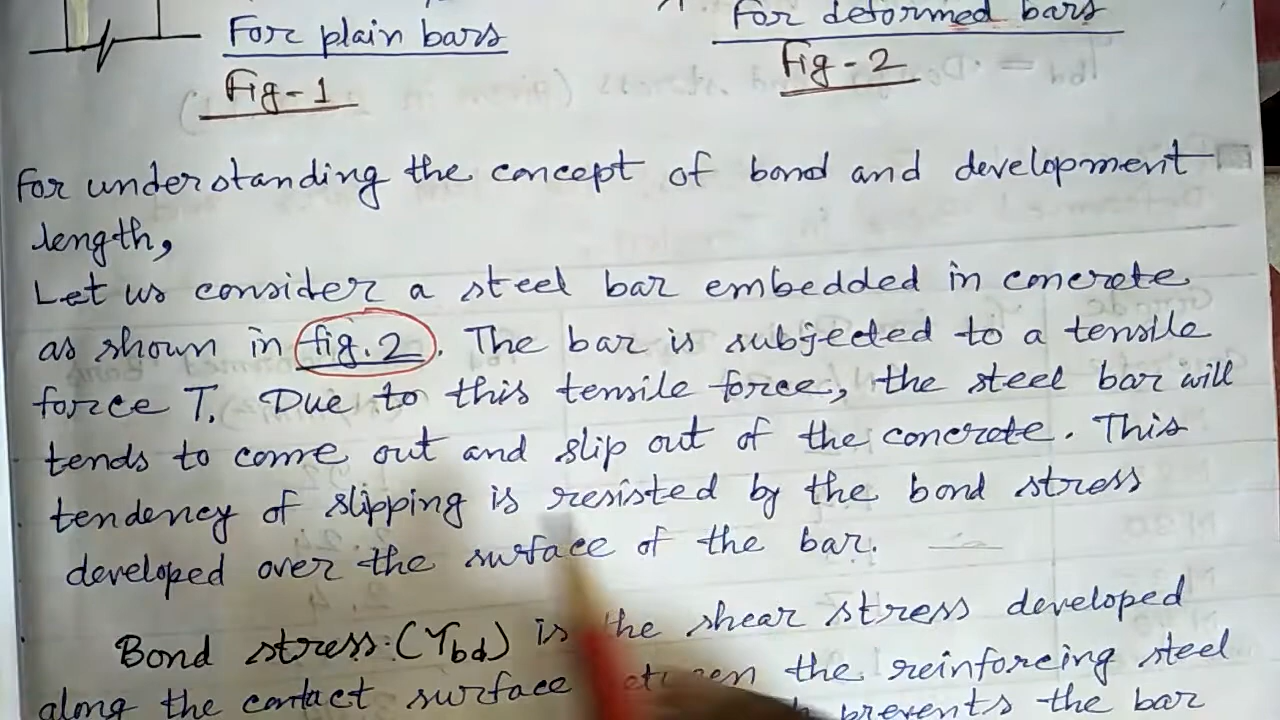 For plain bars
Fig-1
For deformed bars
Fig-2
For understanding the concept of bond and development
length,
Let us consider a steel bar embedded in concrete
as shown in fig.2. The bar is subjected to a tensile
force T. Due to this tensile force, the steel bar will
tends to come out and slip out of the concrete. This
tendency of slipping is resisted by the bond stress
developed over the surface of the bar.
Bond stress (τbd) is the shear stress developed
along the contact surface the reinforcing steel
prevents the bar